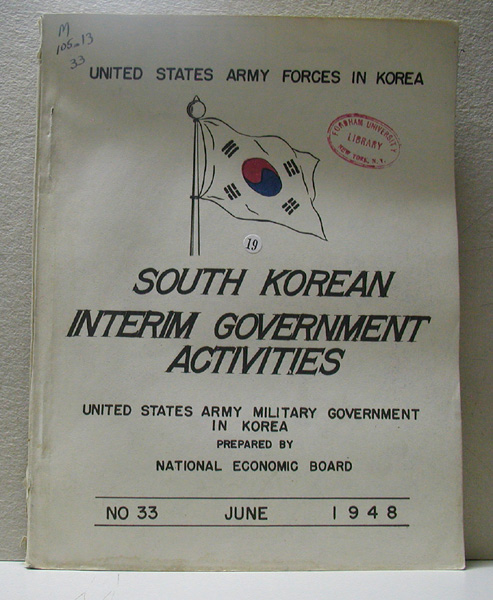 M
105.13
33
UNITED STATES ARMY FORCES IN KOREA
FORDHAM UNIVERSITY
LIBRARY
NEW YORK, N.Y.
19
SOUTH KOREAN
INTERIM GOVERNMENT
ACTIVITIES
UNITED STATES ARMY MILITARY GOVERNMENT
IN KOREA
PREPARED BY
NATIONAL ECONOMIC BOARD
NO 33 JUNE 1948